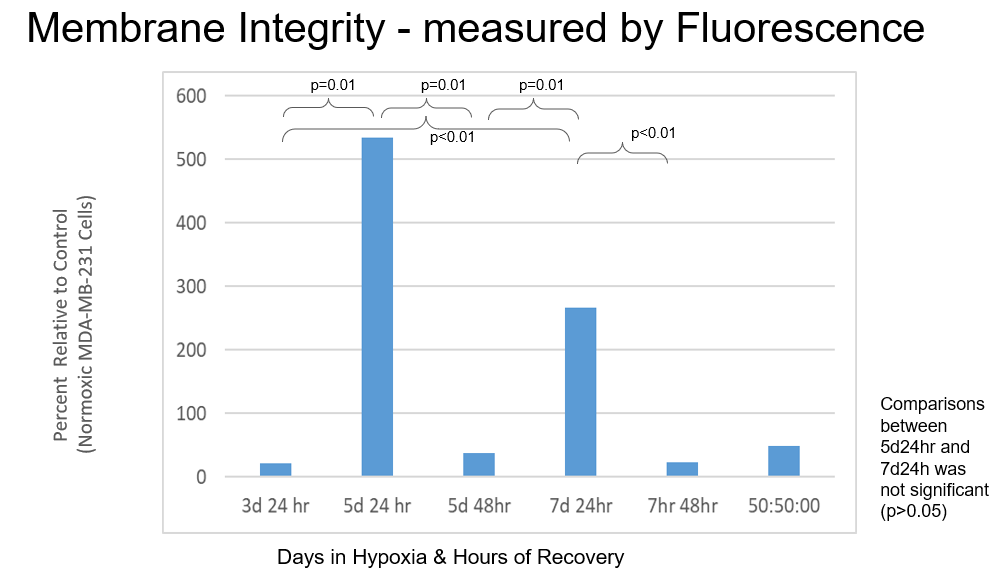 Membrane Integrity - measured by Fluorescence
p=0.01 p=0.01 p=0.01
p<0.01 p<0.01
600
500
400
300
200
100
0
Percent Relative to Control
(Normoxic MDA-MB-231 Cells)
3d 24 hr 5d 24 hr 5d 48hr 7d 24hr 7hr 48hr 50:50:00
Days in Hypoxia & Hours of Recovery
Comparisons
between
5d24hr and
7d24h was
not significant
(p>0.05)